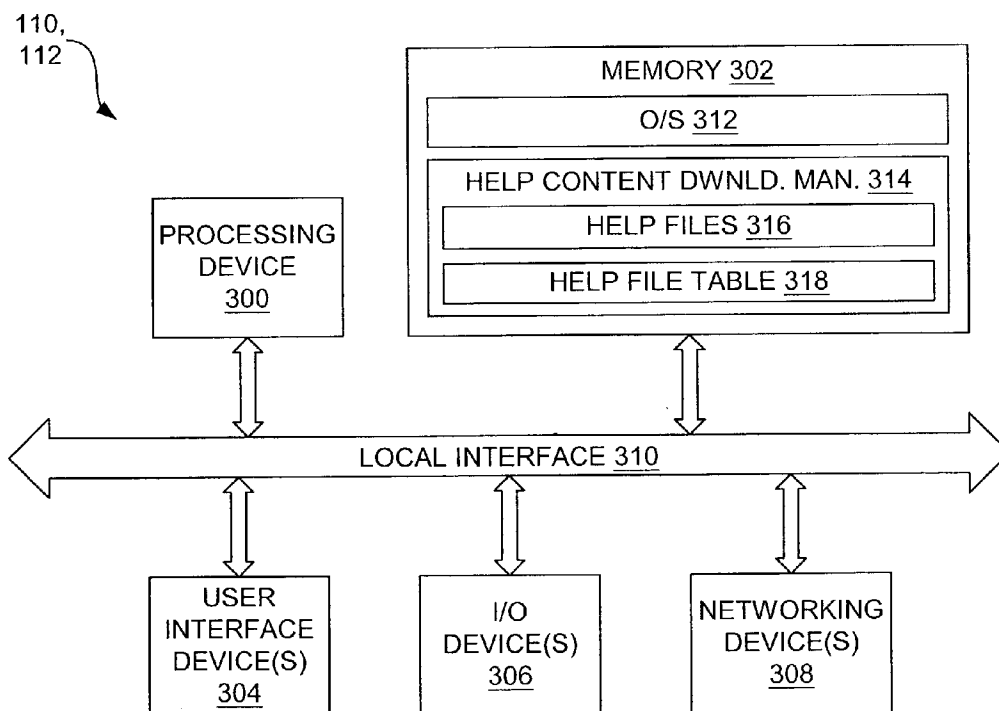 110,
112
MEMORY 302
O/S 312
HELP CONTENT DWNLD. MAN. 314
HELP FILES 316
HELP FILE TABLE 318
PROCESSING
DEVICE
300
LOCAL INTERFACE 310
USER
INTERFACE
DEVICE(S)
304
I/O
DEVICE(S)
306
NETWORKING
DEVICE(S)
308